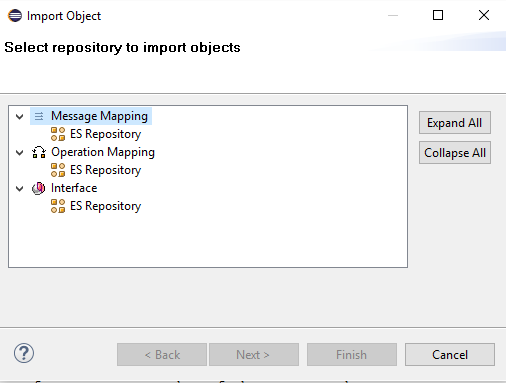 Import Object
Select repository to import objects
Message Mapping
ES Repository
Operation Mapping
ES Repository
Interface
ES Repository
Expand All
Collapse All
< Back
Next >
Finish
Cancel